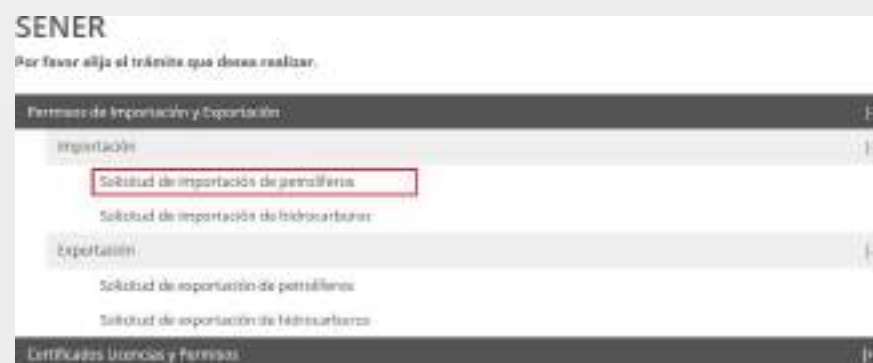 SENER
Por favor elija el trámite que desea realizar.
Permisos de Importación y Exportación
Importación
Solicitud de importación de petrolíferos
Solicitud de importación de hidrocarburos
Exportación
Solicitud de exportación de petrolíferos
Solicitud de exportación de hidrocarburos
Certificados Licencias y Permisos